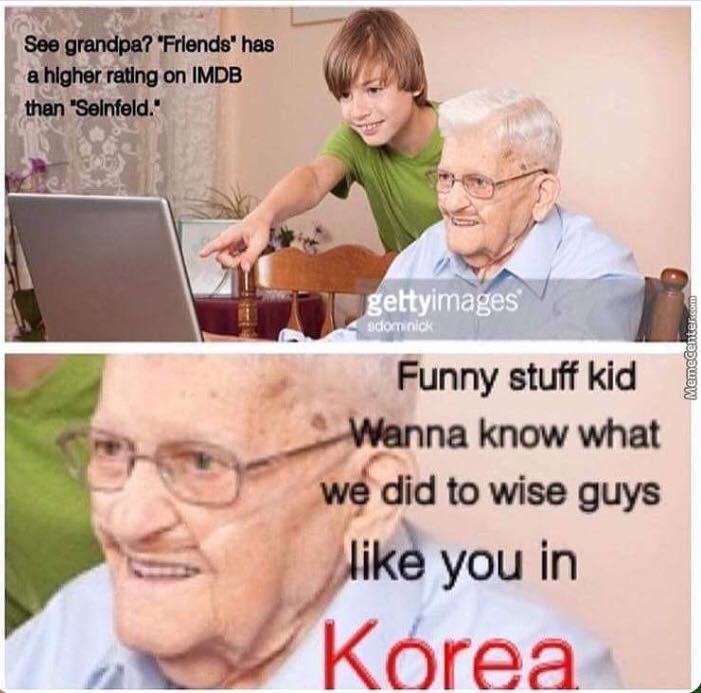 See grandpa? "Friends" has
a higher rating on IMDB
than "Seinfeld."
gettyimages®
sdominick
MemeCenter.com
Funny stuff kid
Wanna know what
we did to wise guys
like you in
Korea